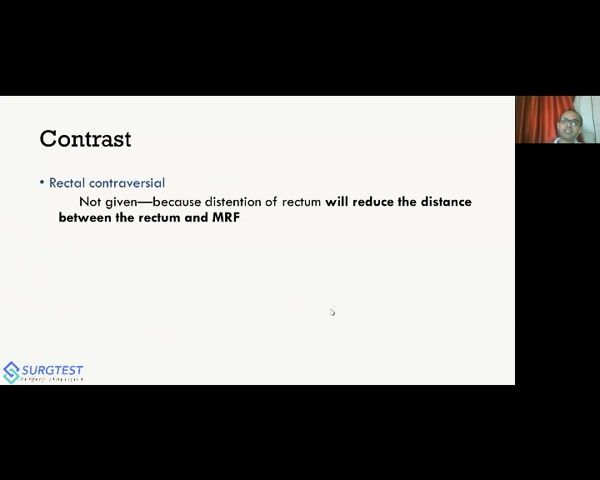 Contrast
• Rectal contraversial
Not given—because distention of rectum will reduce the distance
between the rectum and MRF
SURGTEST